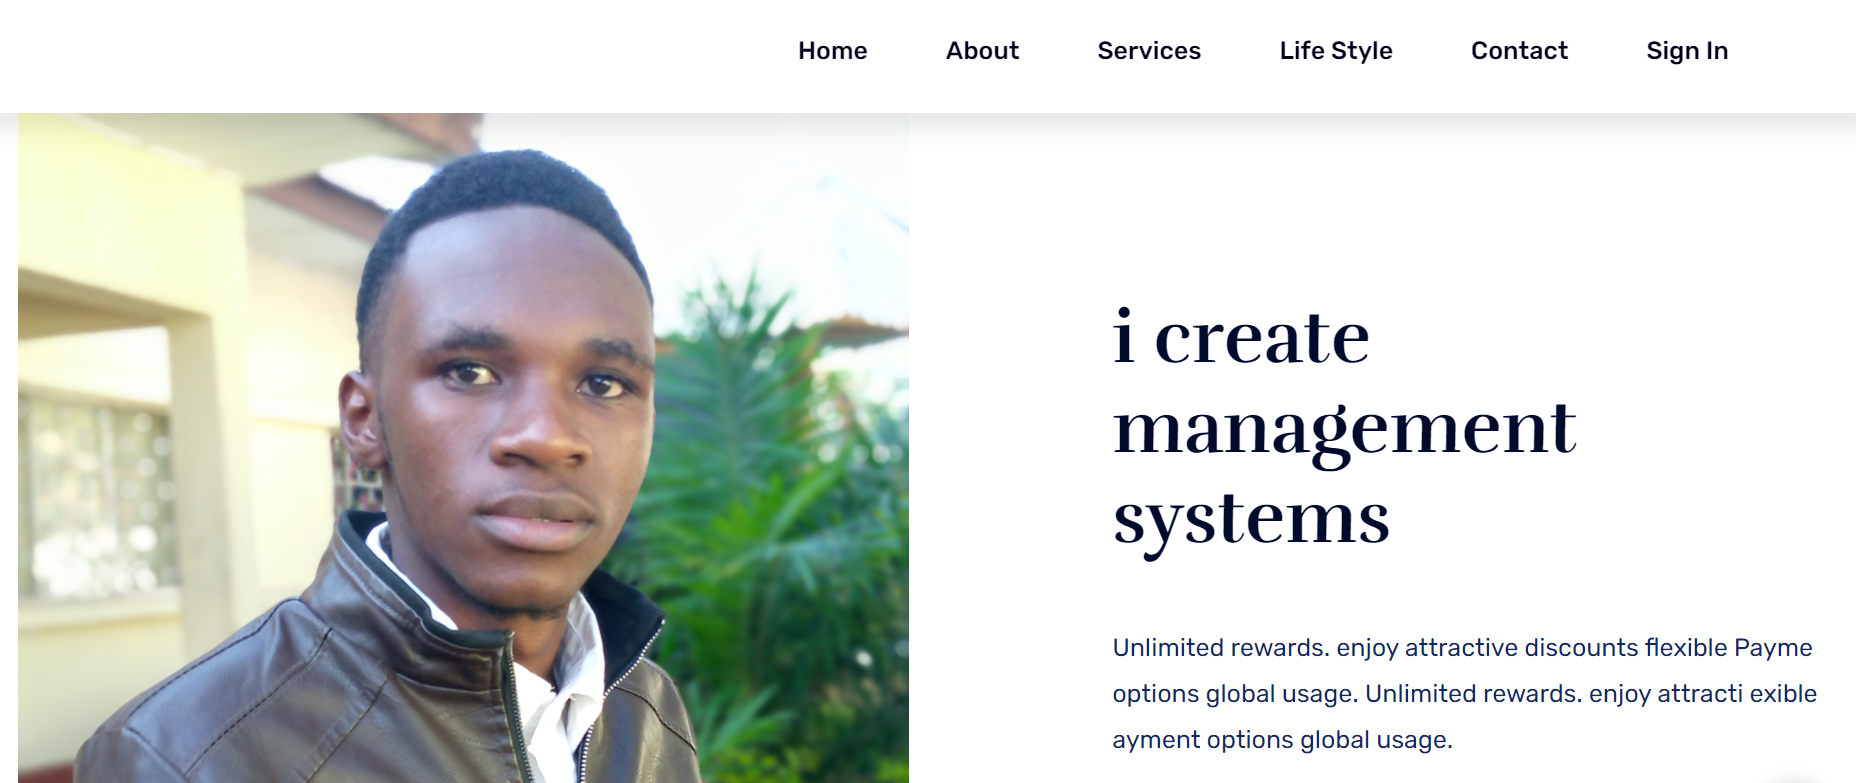 Home About Services Life Style Contact Sign In
i create
management
systems
Unlimited rewards. enjoy attractive discounts flexible Payme
options global usage. Unlimited rewards. enjoy attracti exible
ayment options global usage.